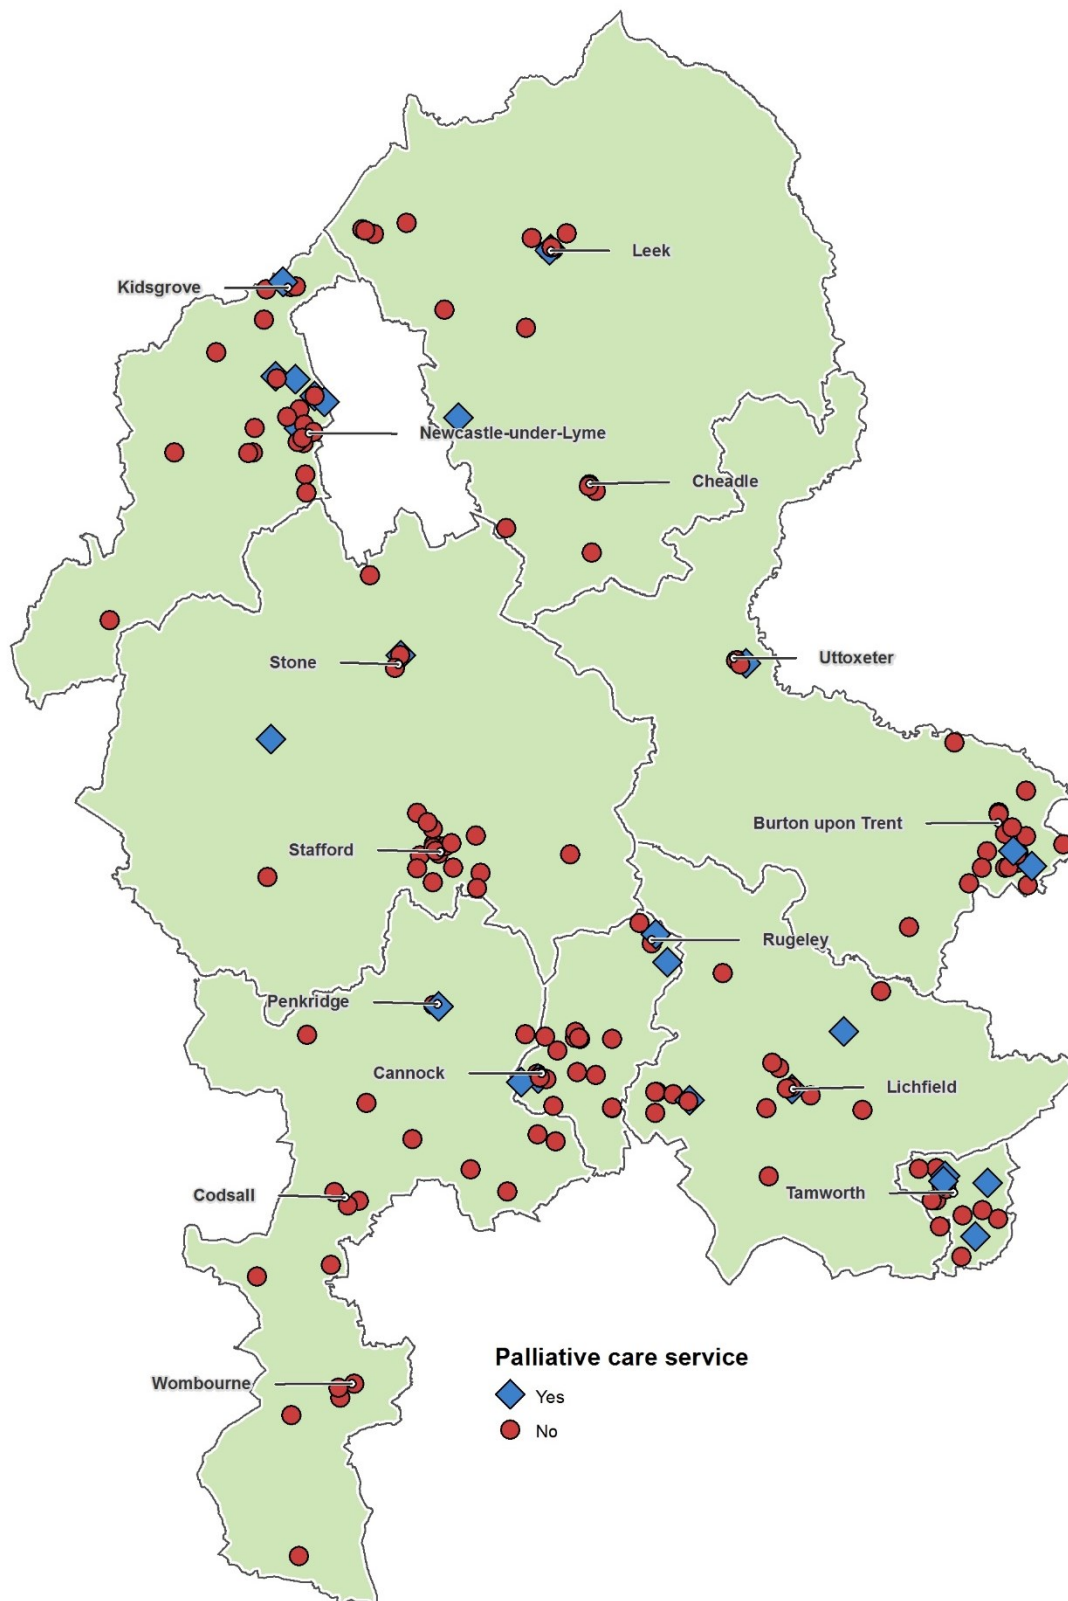 Leek
Kidsgrove
Newcastle-under-Lyme
Cheadle
Stone
Uttoxeter
Burton upon Trent
Stafford
Rugeley
Penkridge
Cannock
Lichfield
Codsall
Tamworth
Wombourne
Palliative care service
Yes
No